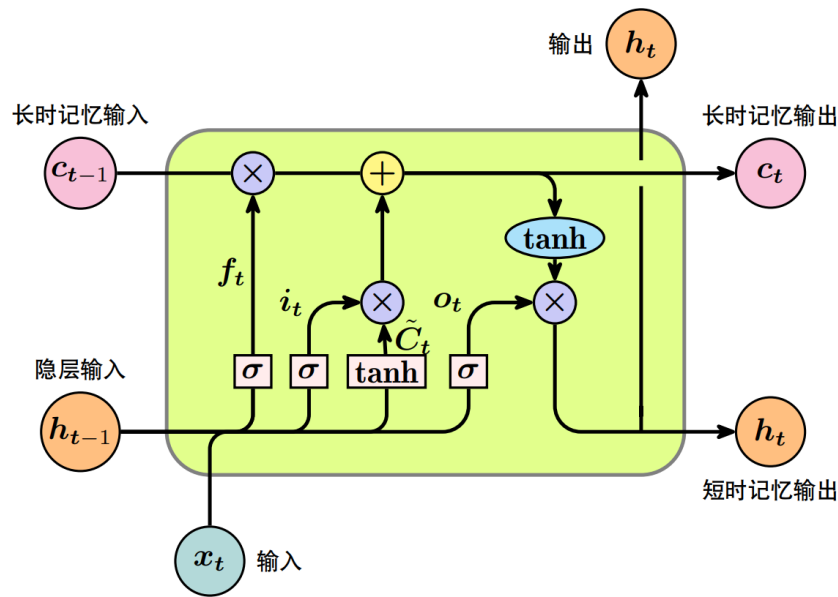 输出
h_t
长时记忆输入
长时记忆输出
c_{t−1}
×
+
c_t
tanh
f_t
i_t
×
o_t
×
C̃_t
隐层输入
σ
σ
tanh
σ
h_{t−1}
h_t
短时记忆输出
x_t
输入